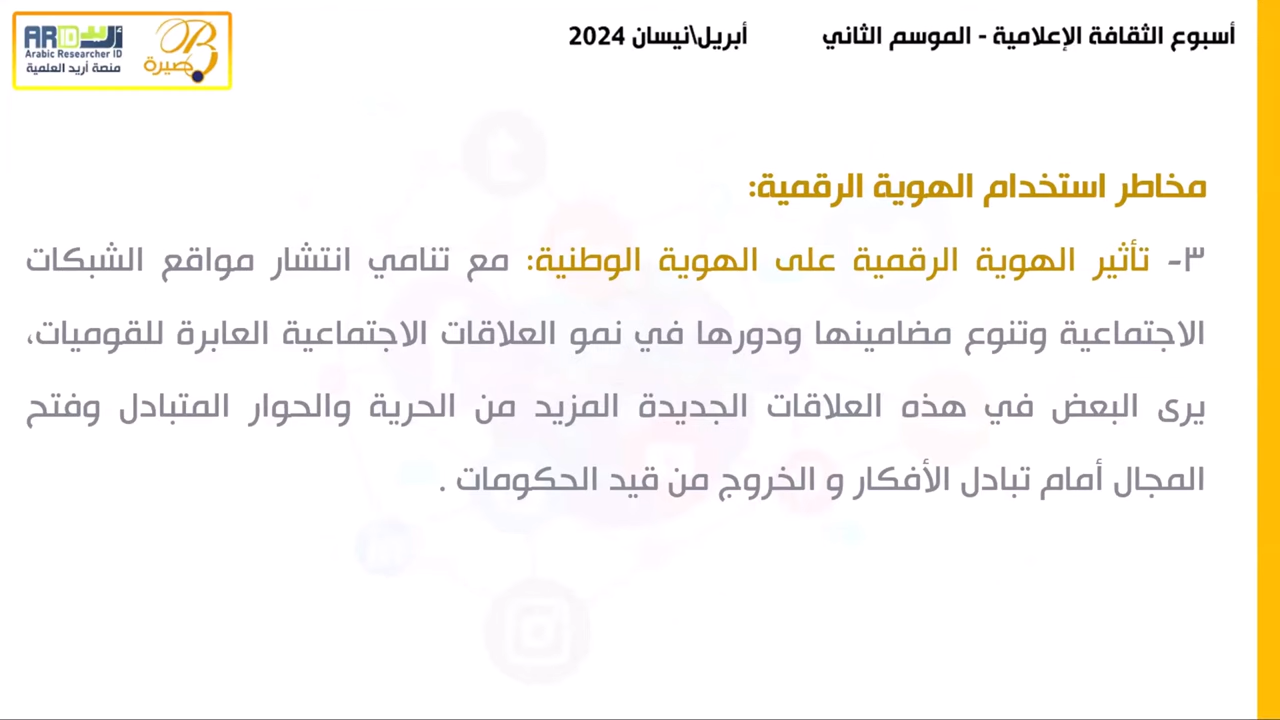 أسبوع الثقافة الإعلامية - الموسم الثاني أبريل\نيسان 2024
ARID أريد
Arabic Researcher ID
منصة أريد العلمية
B
بصيرة
مخاطر استخدام الهوية الرقمية:
٣- تأثير الهوية الرقمية على الهوية الوطنية: مع تنامي انتشار مواقع الشبكات
الاجتماعية وتنوع مضامينها ودورها في نمو العلاقات الاجتماعية العابرة للقوميات،
يرى البعض في هذه العلاقات الجديدة المزيد من الحرية والحوار المتبادل وفتح
المجال أمام تبادل الأفكار و الخروج من قيد الحكومات .